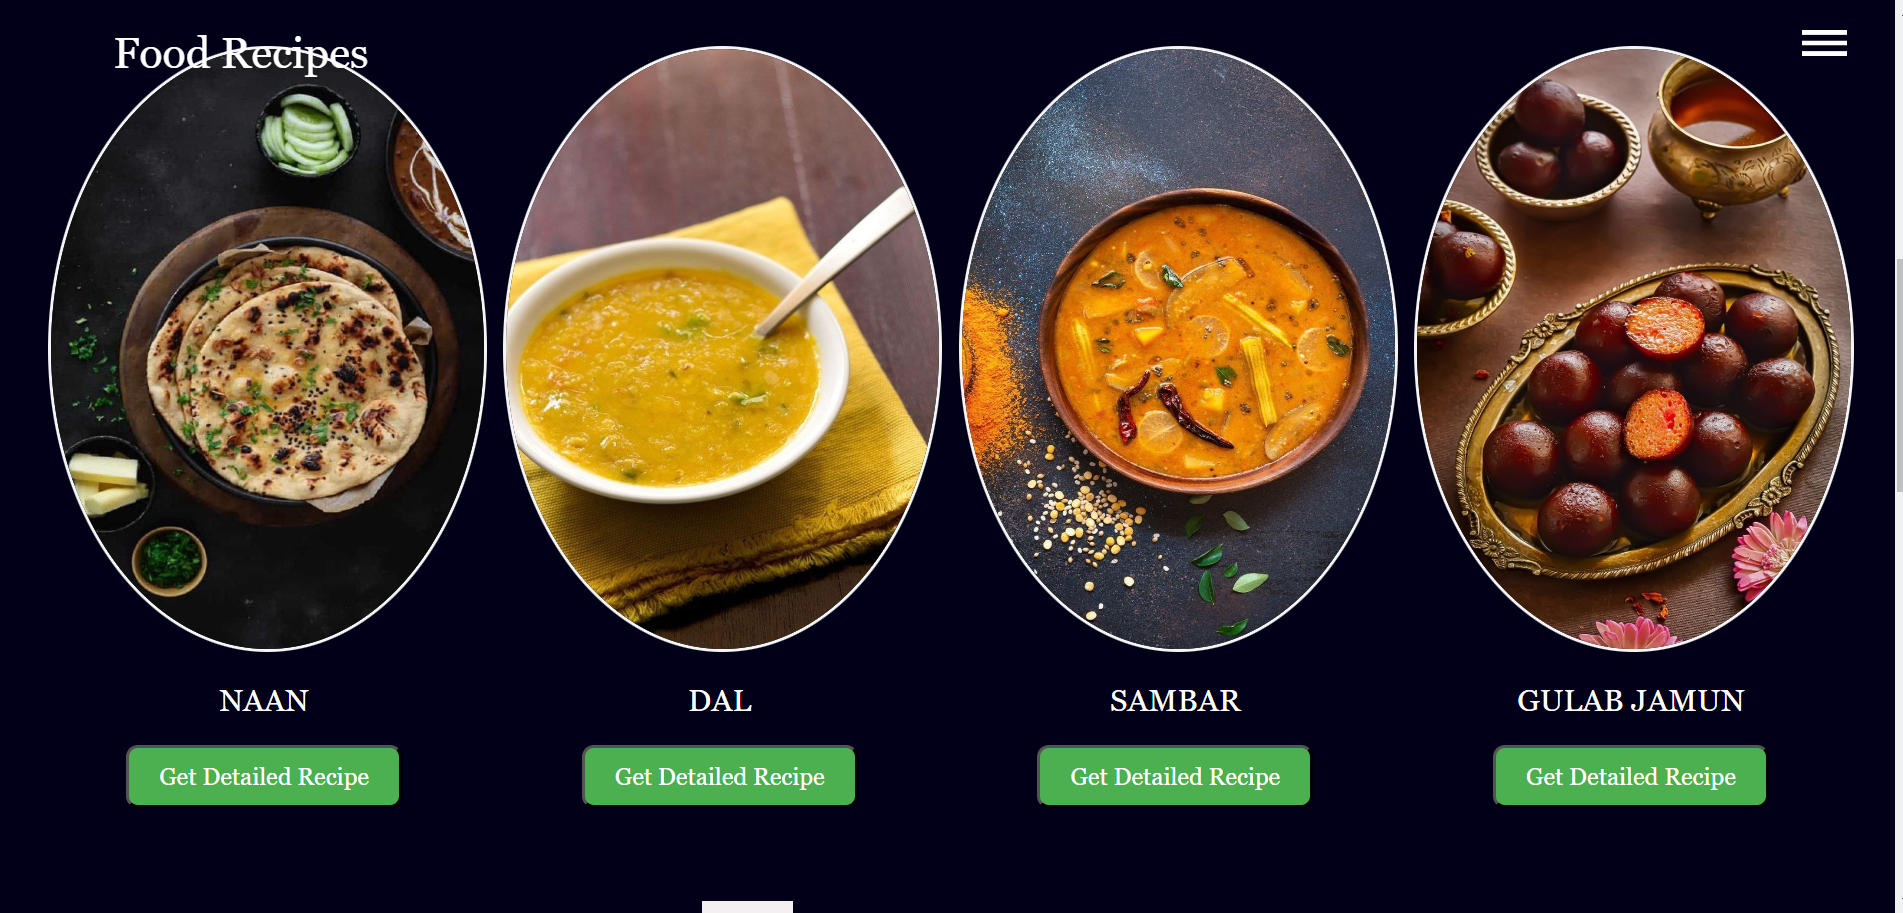 Food Recipes
NAAN
DAL
SAMBAR
GULAB JAMUN
Get Detailed Recipe
Get Detailed Recipe
Get Detailed Recipe
Get Detailed Recipe